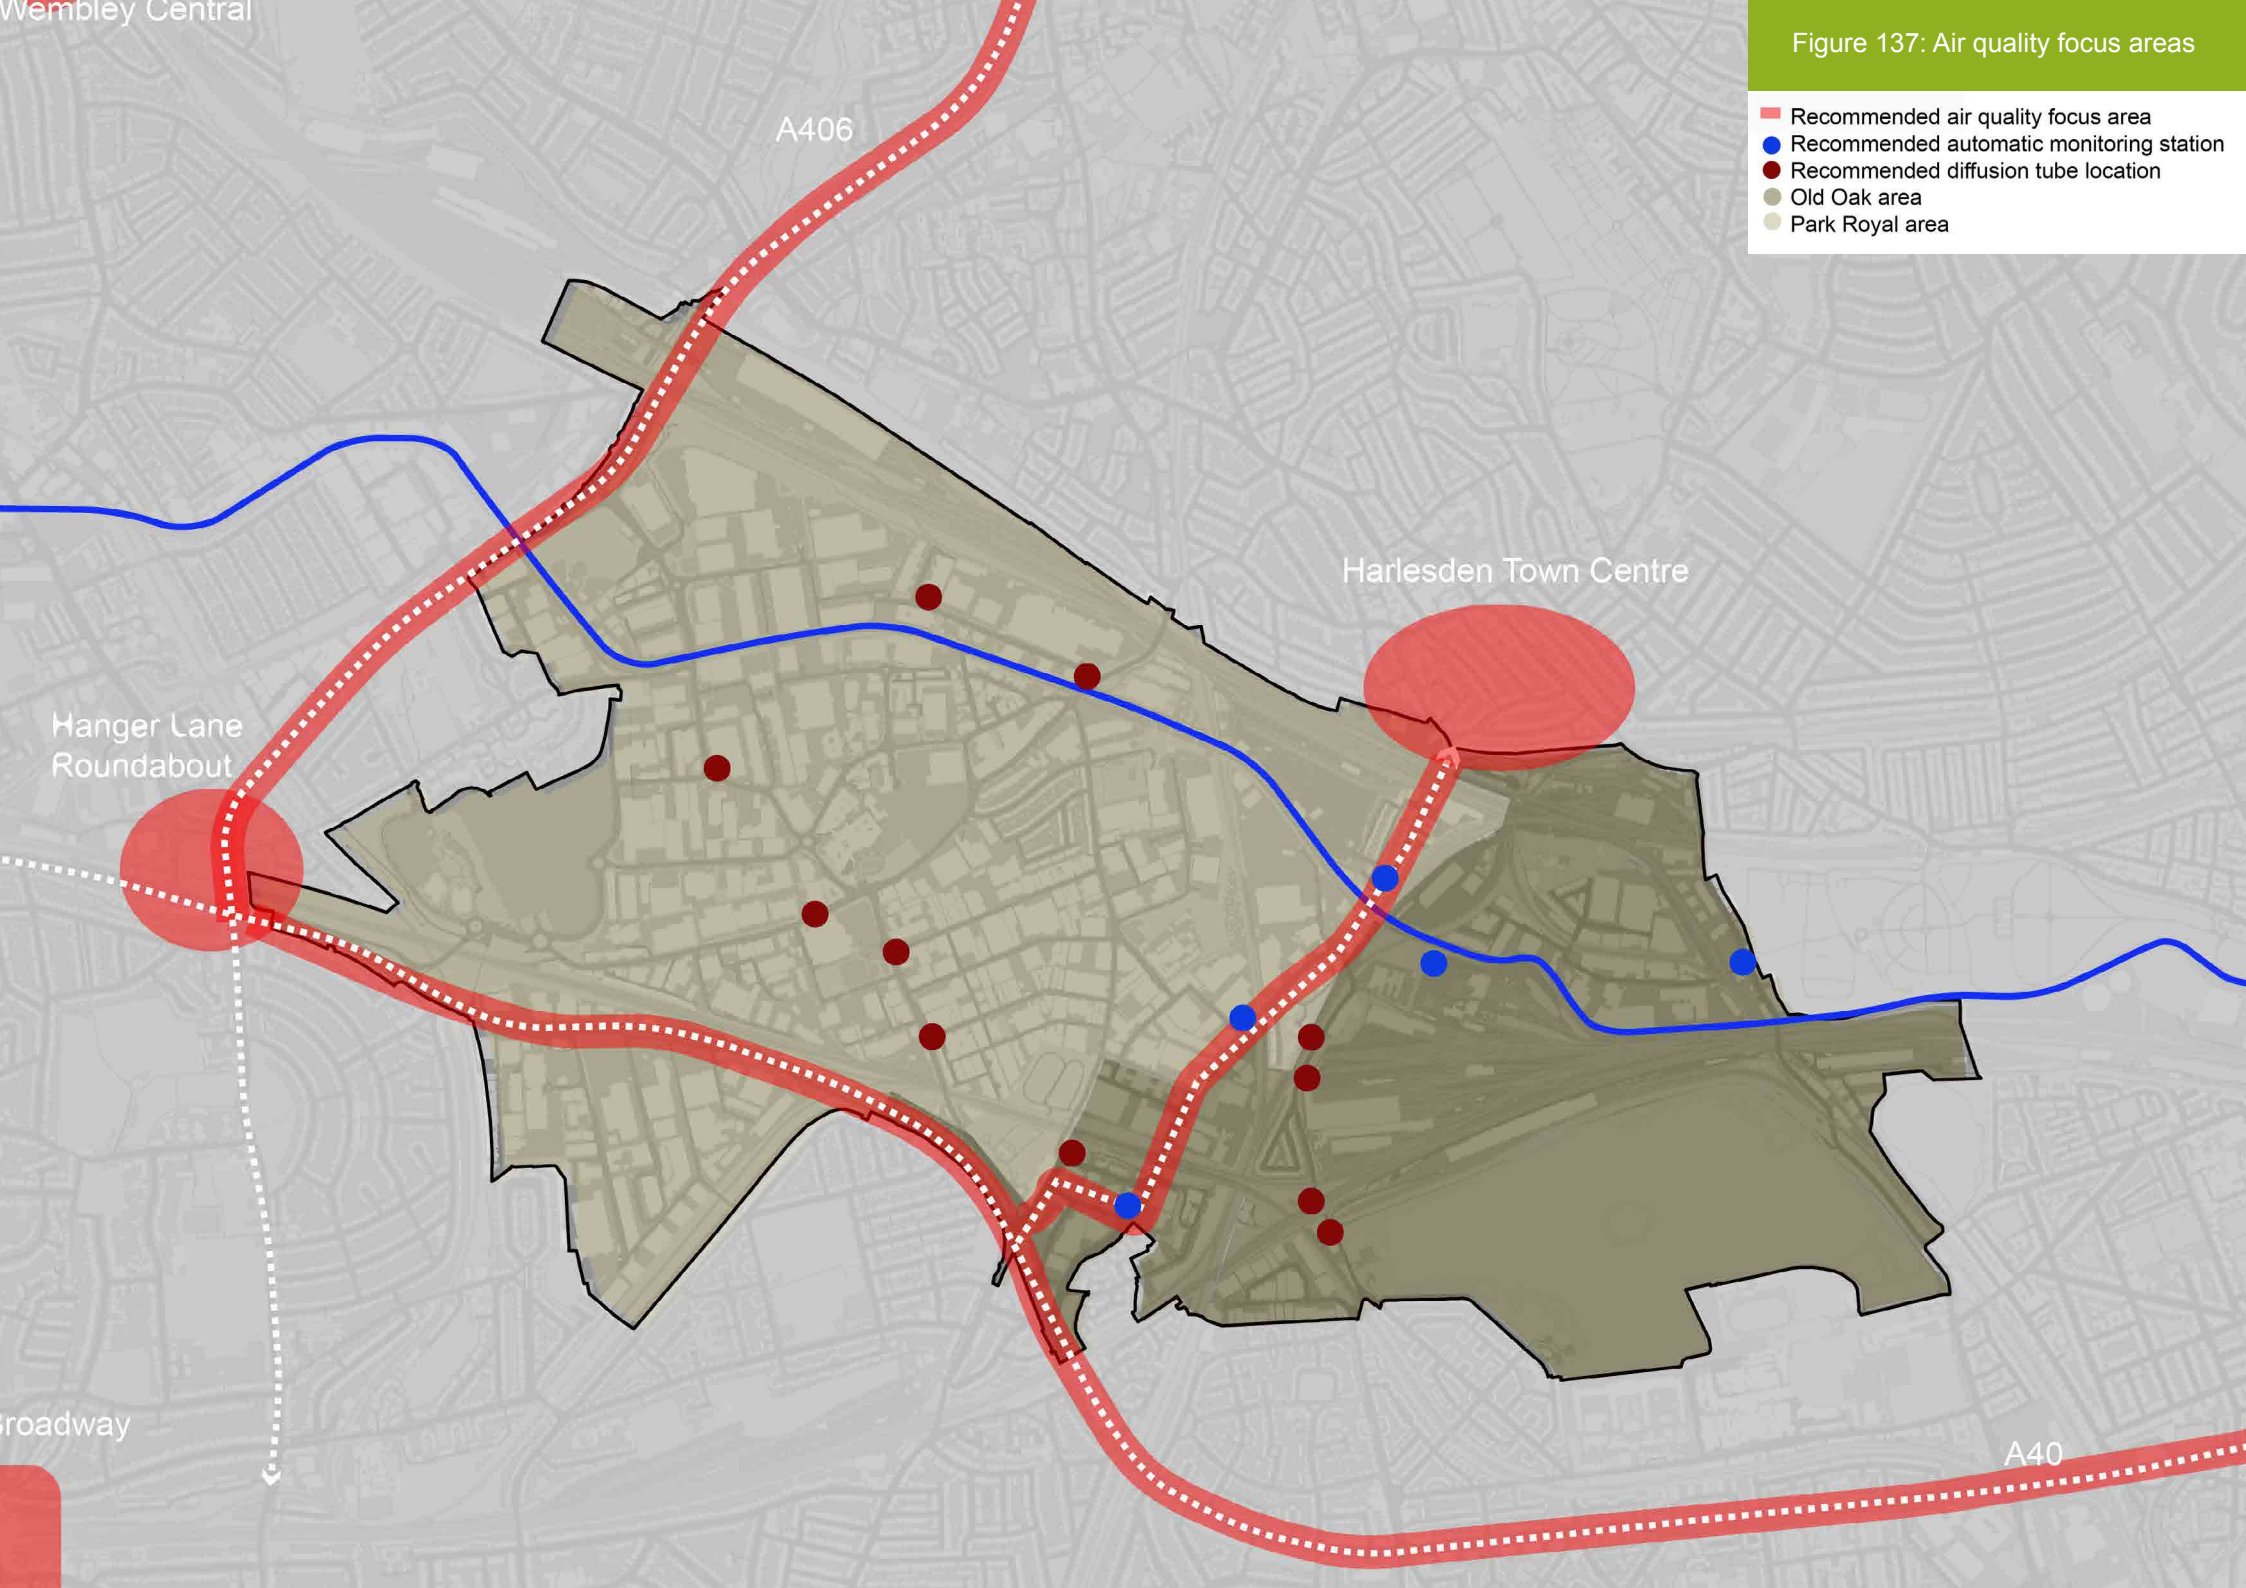 Wembley Central
Figure 137: Air quality focus areas
Recommended air quality focus area
Recommended automatic monitoring station
Recommended diffusion tube location
Old Oak area
Park Royal area
A406
Harlesden Town Centre
Hanger Lane
Roundabout
Broadway
A40